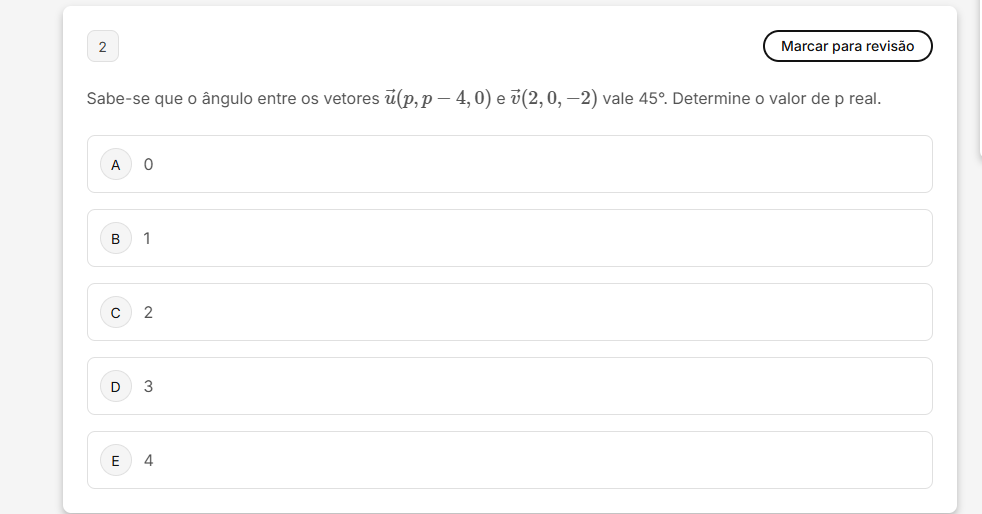 2
Marcar para revisão
Sabe-se que o ângulo entre os vetores \vec{u}(p, p − 4, 0) e \vec{v}(2, 0, −2) vale 45°. Determine o valor de p real.
A 0
B 1
C 2
D 3
E 4